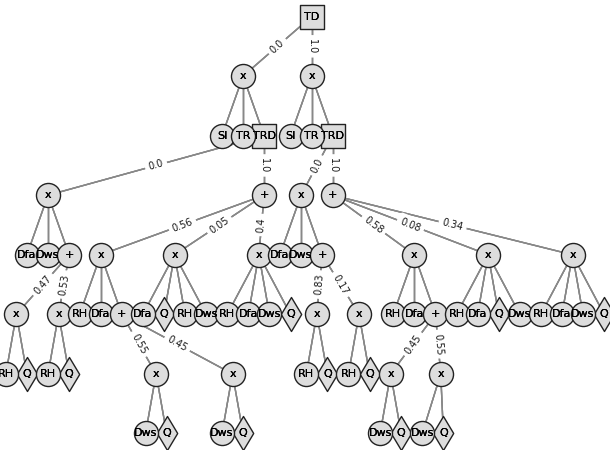 TD
0.0 1.0
x x
SI TR TRD SI TR TRD
0.0 1.0 0.0 1.0
x + x +
0.56 0.05 0.4 0.58 0.08 0.34
Dfa Dws + x x x Dfa Dws + x x x
0.47 0.53 0.83 0.17
x x RH Dfa + Dfa Q RH Dws RH Dfa Dws Q x x RH Dfa + RH Dfa Q Dws RH Dfa Dws Q
0.55 0.45 0.45 0.55
RH Q RH Q x x RH Q RH Q x x
Dws Q Dws Q Dws Q Dws Q